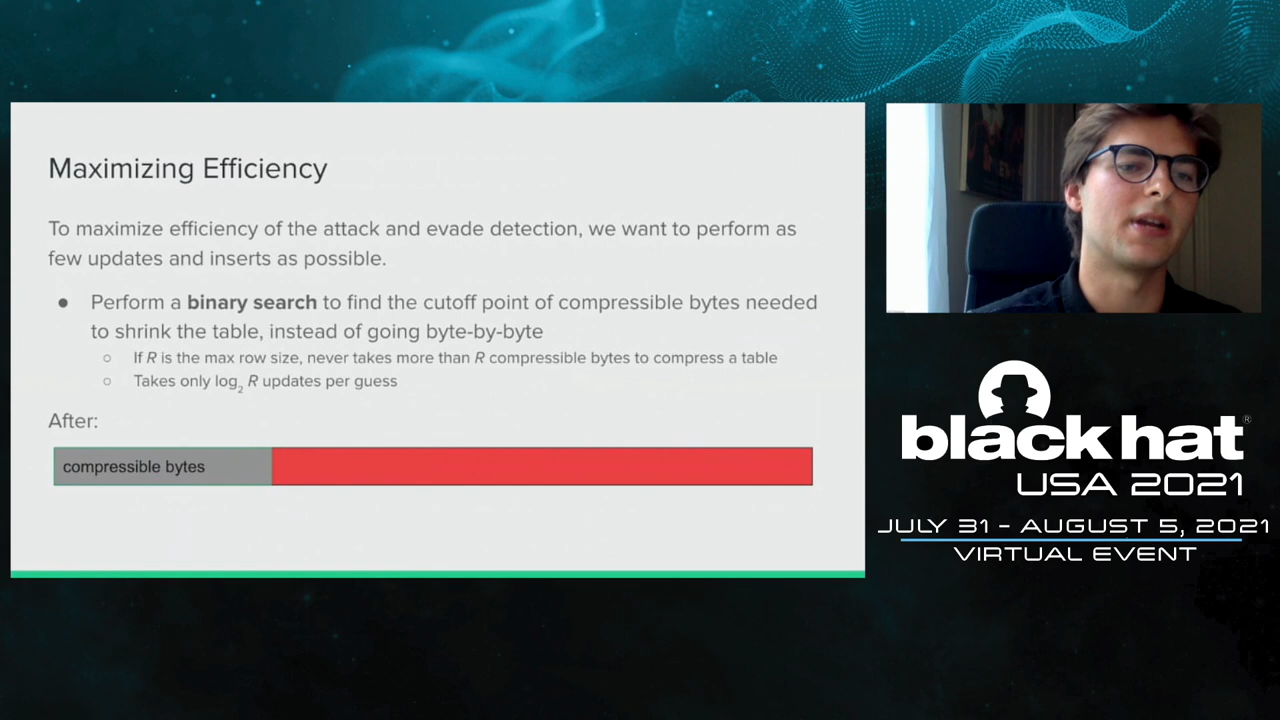 Maximizing Efficiency
To maximize efficiency of the attack and evade detection, we want to perform as
few updates and inserts as possible.
● Perform a binary search to find the cutoff point of compressible bytes needed
to shrink the table, instead of going byte-by-byte
○ If R is the max row size, never takes more than R compressible bytes to compress a table
○ Takes only log2 R updates per guess
After:
compressible bytes
black hat®
USA 2021
JULY 31 - AUGUST 5, 2021
VIRTUAL EVENT